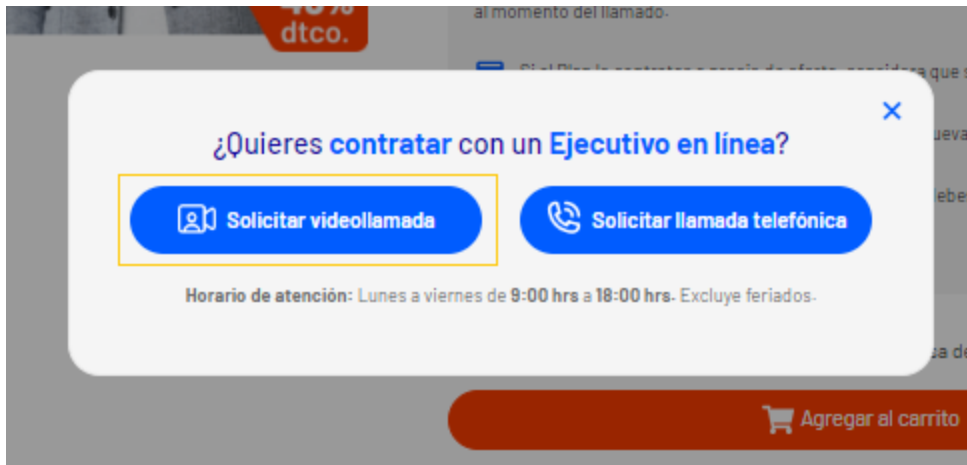 dtco.
al momento del llamado.
¿Quieres contratar con un Ejecutivo en línea?
Solicitar videollamada
Solicitar llamada telefónica
Horario de atención: Lunes a viernes de 9:00 hrs a 18:00 hrs. Excluye feriados.
Agregar al carrito